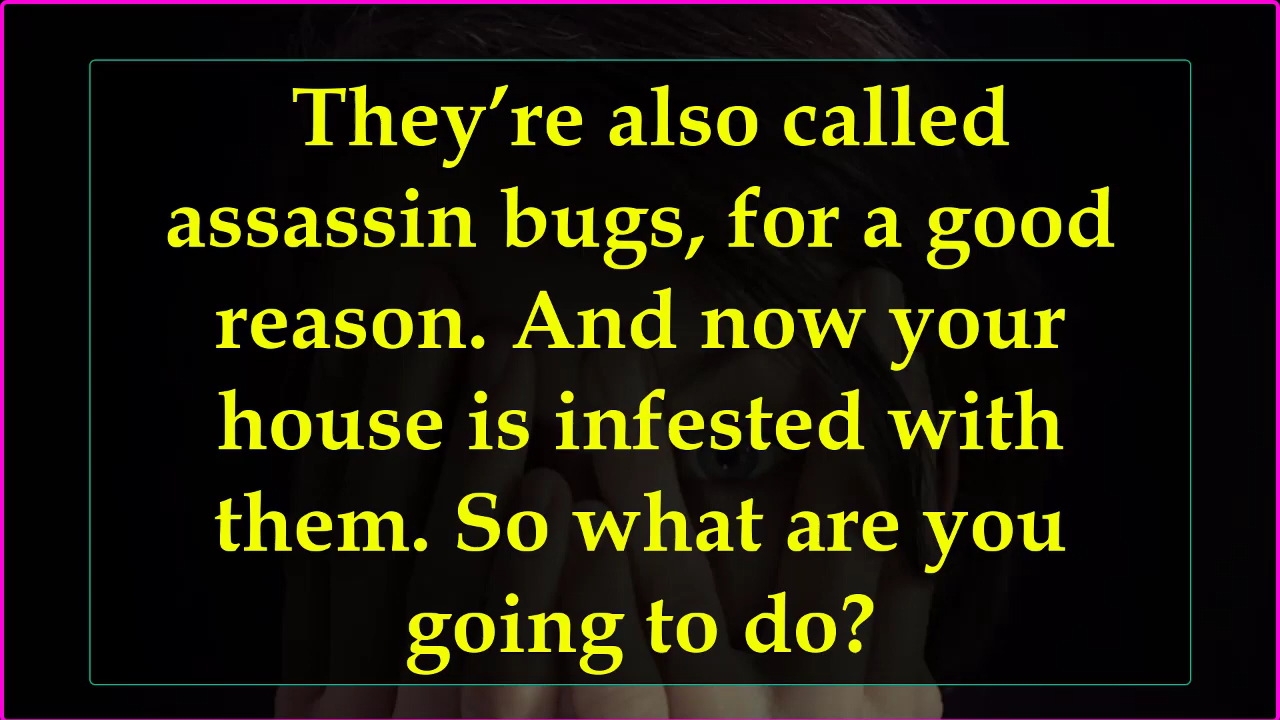 They’re also called
assassin bugs, for a good
reason. And now your
house is infested with
them. So what are you
going to do?